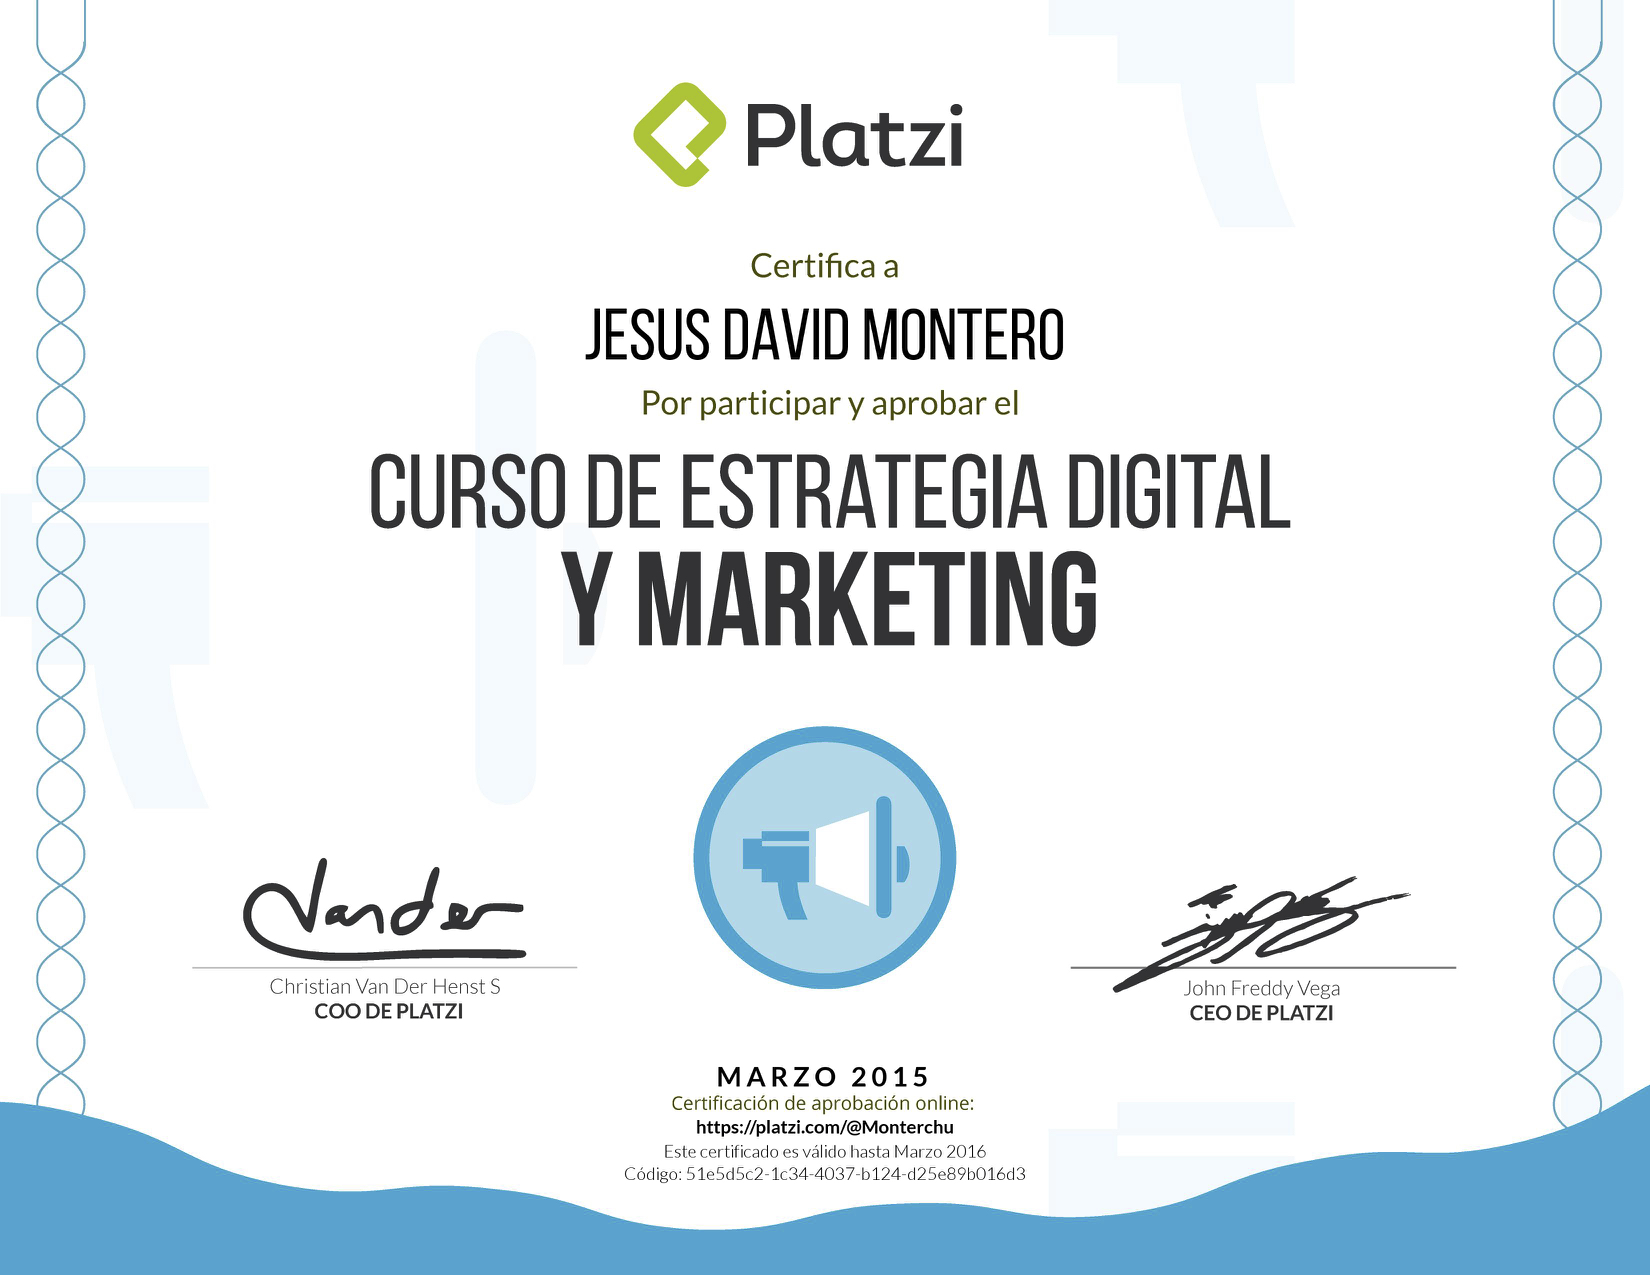 Platzi
Certifica a
JESUS DAVID MONTERO
Por participar y aprobar el
CURSO DE ESTRATEGIA DIGITAL
Y MARKETING
Vander
Christian Van Der Henst S
COO DE PLATZI
John Freddy Vega
CEO DE PLATZI
MARZO 2015
Certificación de aprobación online:
https://platzi.com/@Monterchu
Este certificado es válido hasta Marzo 2016
Código: 51e5d5c2-1c34-4037-b124-d25e89b016d3